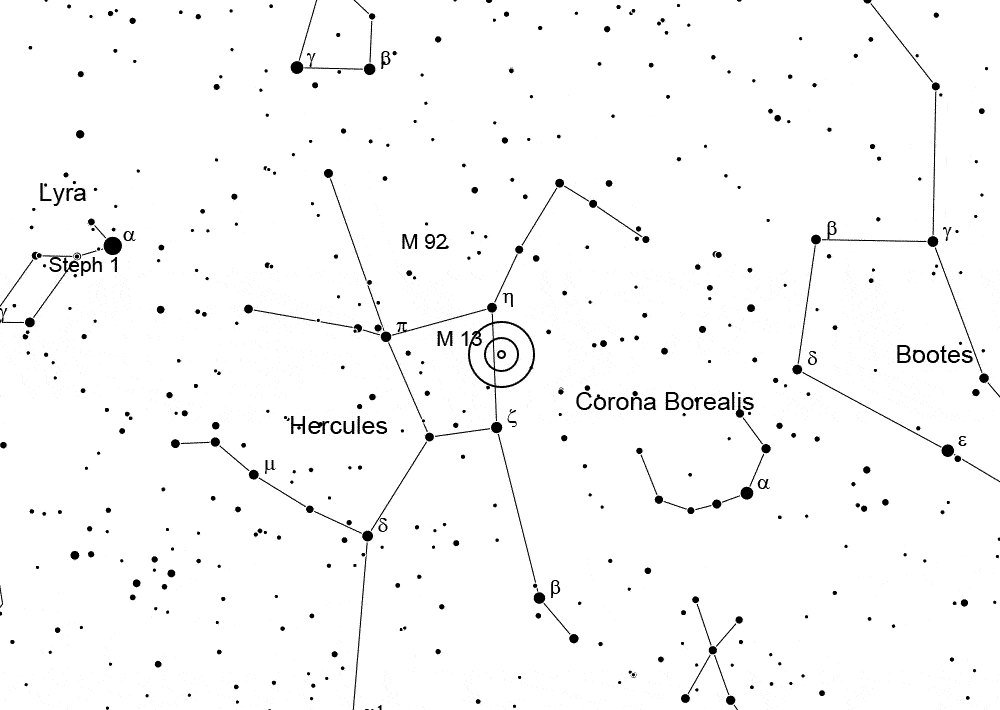 γ
β
Lyra
α
Steph 1
γ
M 92
β
γ
η
π
M 13
δ
Bootes
Corona Borealis
Hercules
ζ
ε
μ
α
δ
β